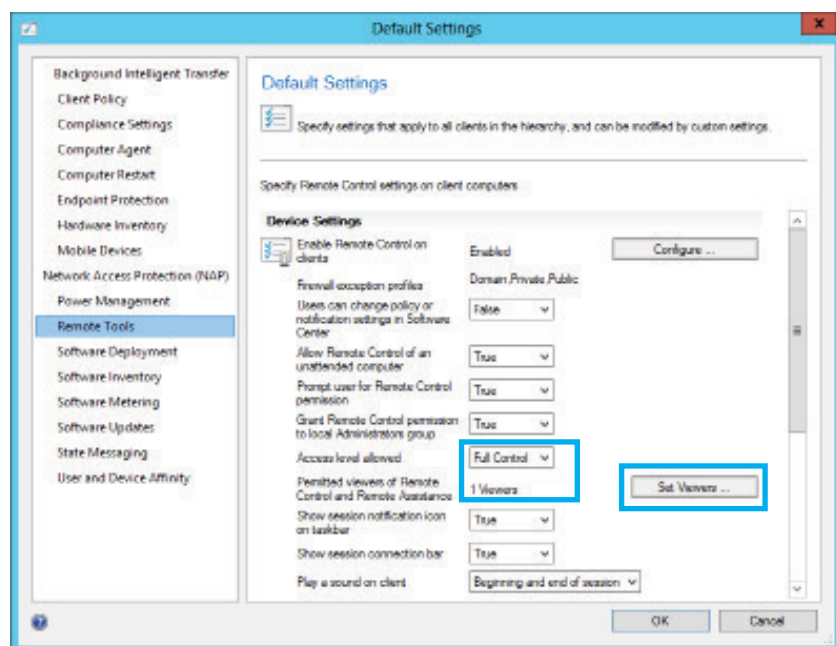 Default Settings
x
Background Intelligent Transfer
Client Policy
Compliance Settings
Computer Agent
Computer Restart
Endpoint Protection
Hardware Inventory
Mobile Devices
Network Access Protection (NAP)
Power Management
Remote Tools
Software Deployment
Software Inventory
Software Metering
Software Updates
State Messaging
User and Device Affinity
Default Settings
Specify settings that apply to all clients in the hierarchy, and can be modified by custom settings.
Specify Remote Control settings on client computers
Device Settings
Enable Remote Control on
clients
Enabled
Configure ...
Firewall exception profiles
Domain,Private,Public
Users can change policy or
notification settings in Software
Center
False
Allow Remote Control of an
unattended computer
True
Prompt user for Remote Control
permission
True
Grant Remote Control permission
to local Administrators group
True
Access level allowed
Full Control
Permitted viewers of Remote
Control and Remote Assistance
1 Viewers
Set Viewers ...
Show session notification icon
on taskbar
True
Show session connection bar
True
Play a sound on client
Beginning and end of session
?
OK
Cancel